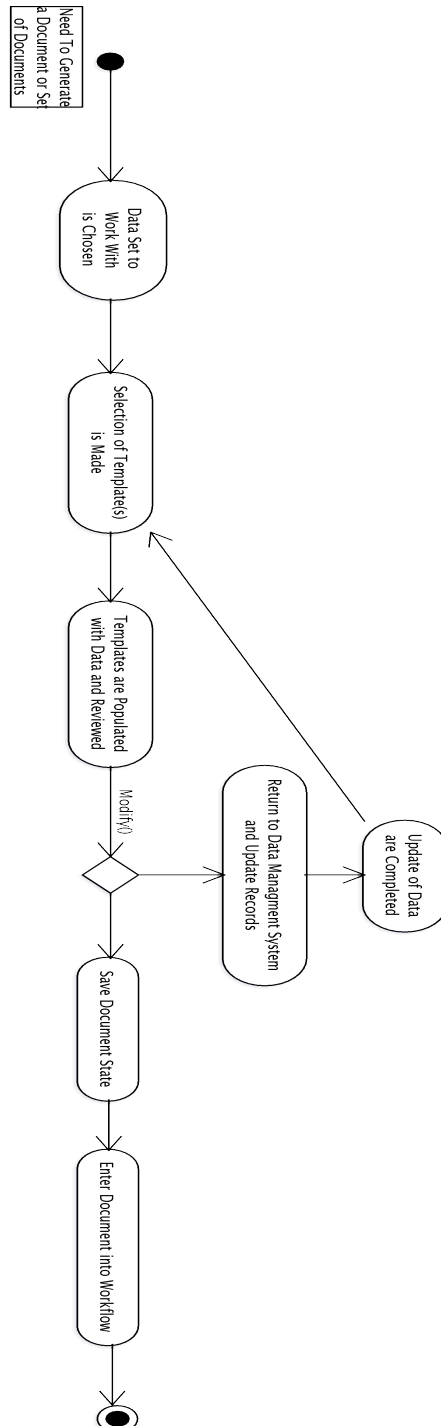 Need To Generate
a Document or Set
of Documents
Data Set to
Work With
is Chosen
Selection of Template(s)
is Made
Templates are Populated
with Data and Reviewed
Modify()
Return to Data Managment System
and Update Records
Update of Data
are Completed
Save Document State
Enter Document into Workflow